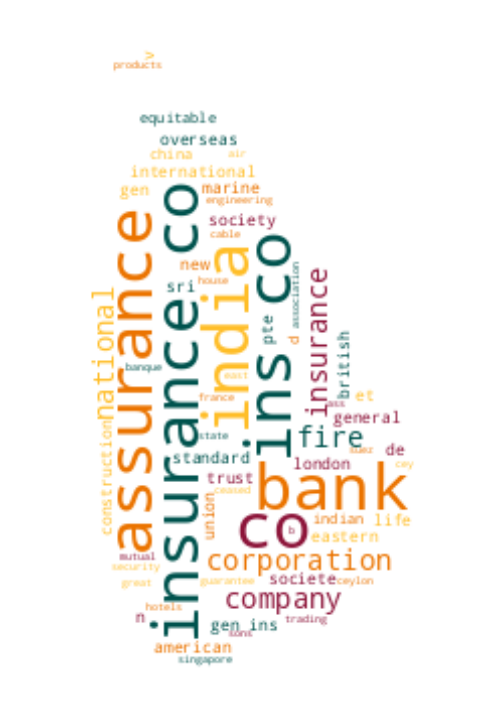 >
products
equitable
overseas
china
air
international
gen
marine
engineering
assurance
insurance co
society
cable
india
ins co
new
house
sri
association
pte
d
insurance
national
british
banque
east
et
france
ass
general
state
fire
construction
standard
suez
de
london
cey
trust
bank
ceased
union
co
b
indian
life
eastern
mutual
corporation
security
great
guarantee
societe
ceylon
company
hotels
n
gen ins
trading
sons
american
singapore